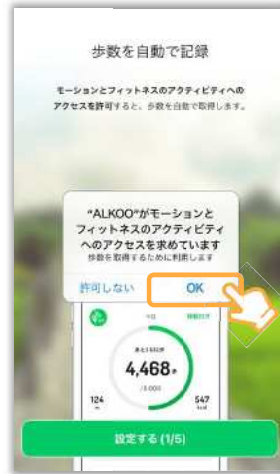 歩数を自動で記録
モーションとフィットネスのアクティビティへの
アクセスを許可すると、歩数を自動で取得します。
"ALKOO"がモーションと
フィットネスのアクティビティ
へのアクセスを求めています
歩数を取得するために利用します
許可しない
OK
今日
4,468
124
547
kcal
設定する (1/5)